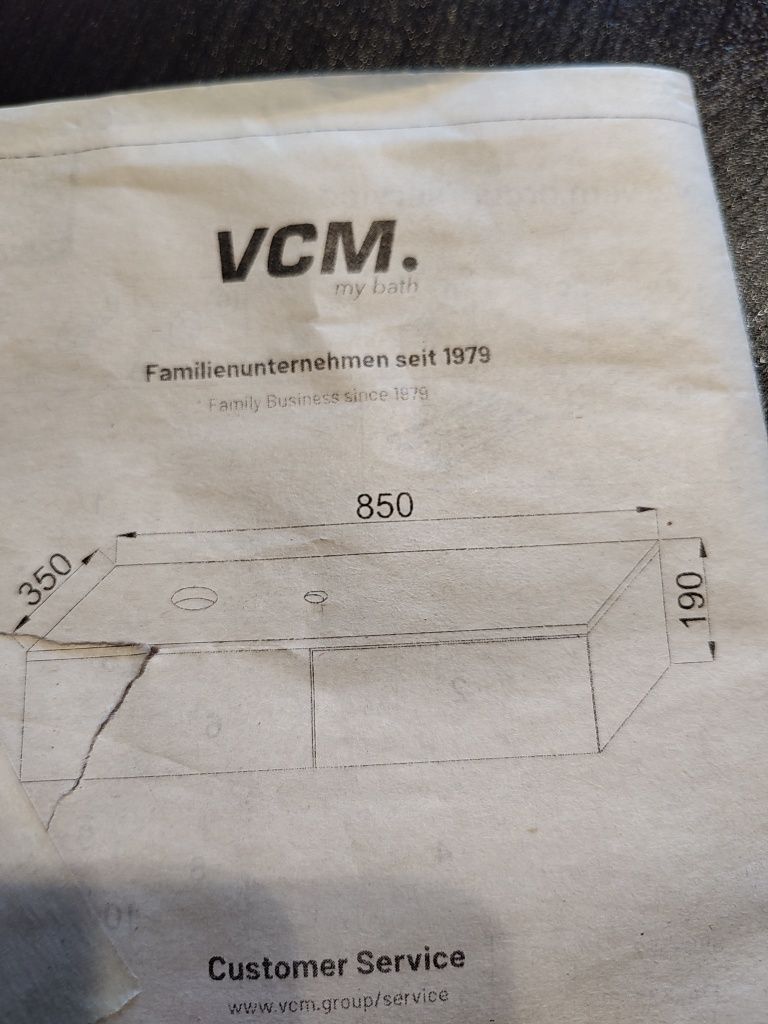 VCM.
my bath
Familienunternehmen seit 1979
Family Business since 1979
850
350
190
Customer Service
www.vcm.group/service